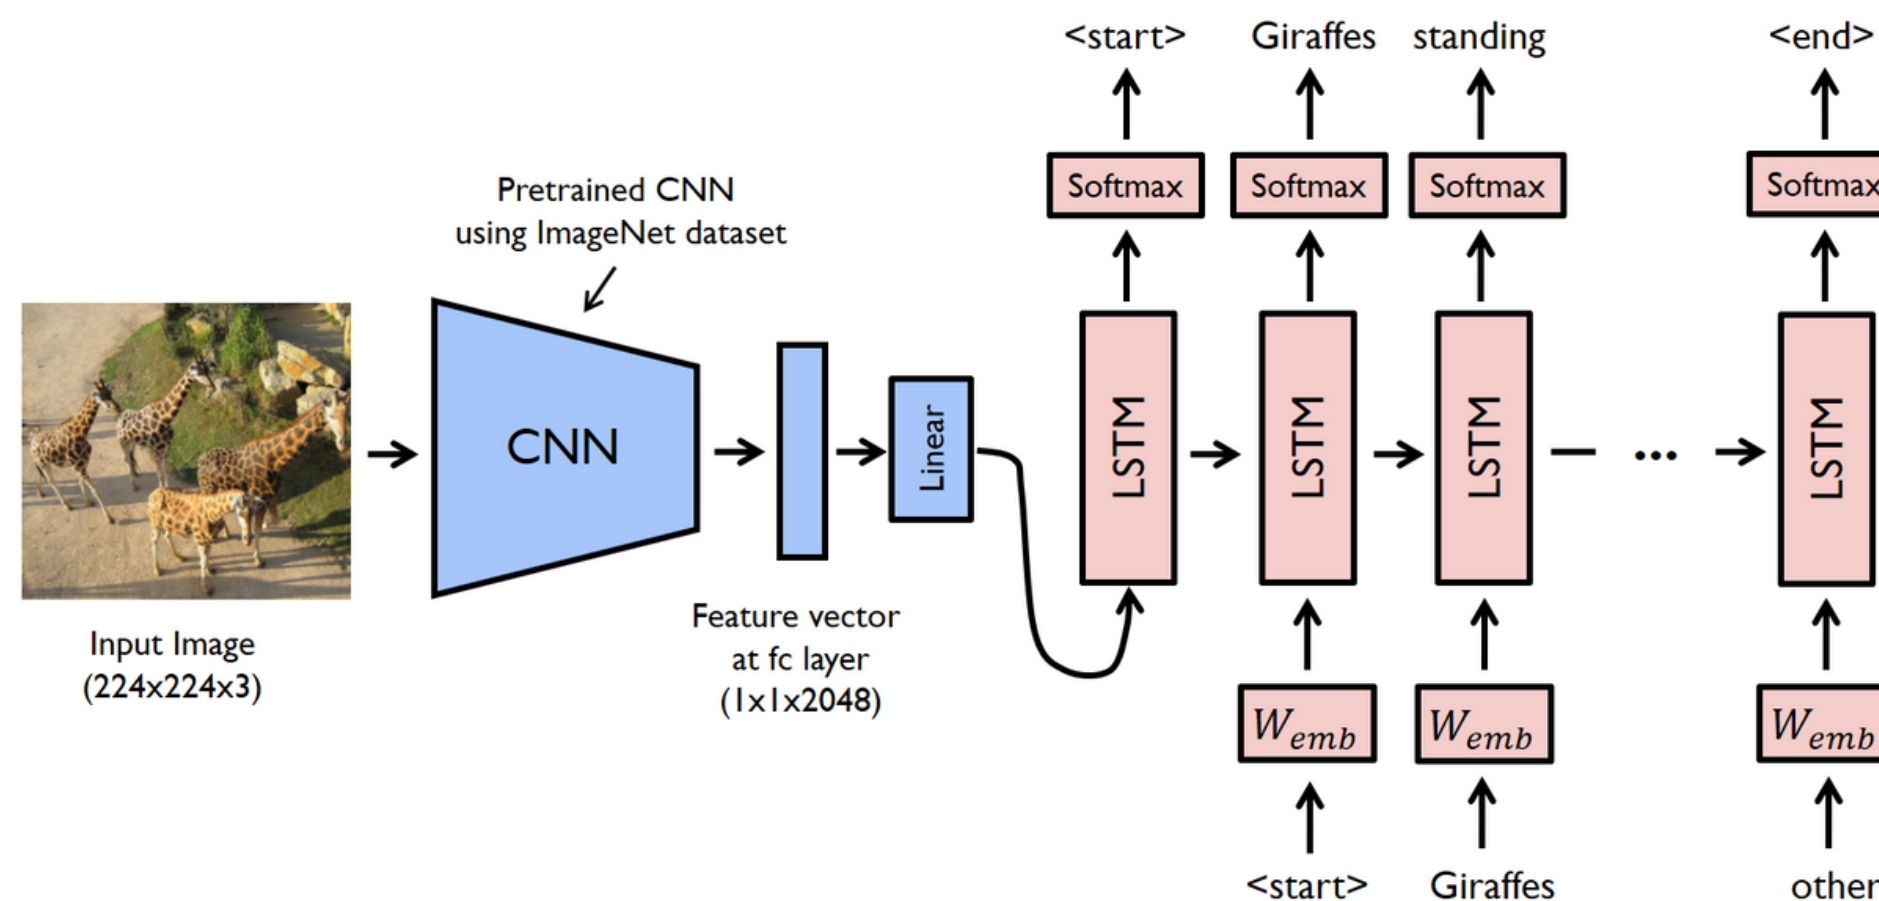 <start> Giraffes standing <end>
Softmax Softmax Softmax Softmax
Pretrained CNN
using ImageNet dataset
CNN
Linear
LSTM LSTM LSTM ... LSTM
Input Image
(224x224x3)
Feature vector
at fc layer
(1x1x2048)
W_emb W_emb W_emb
<start> Giraffes other